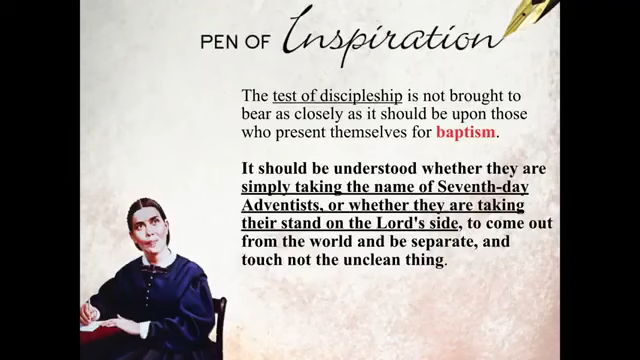 PEN OF Inspiration
The test of discipleship is not brought to
bear as closely as it should be upon those
who present themselves for baptism.
It should be understood whether they are
simply taking the name of Seventh-day
Adventists, or whether they are taking
their stand on the Lord's side, to come out
from the world and be separate, and
touch not the unclean thing.